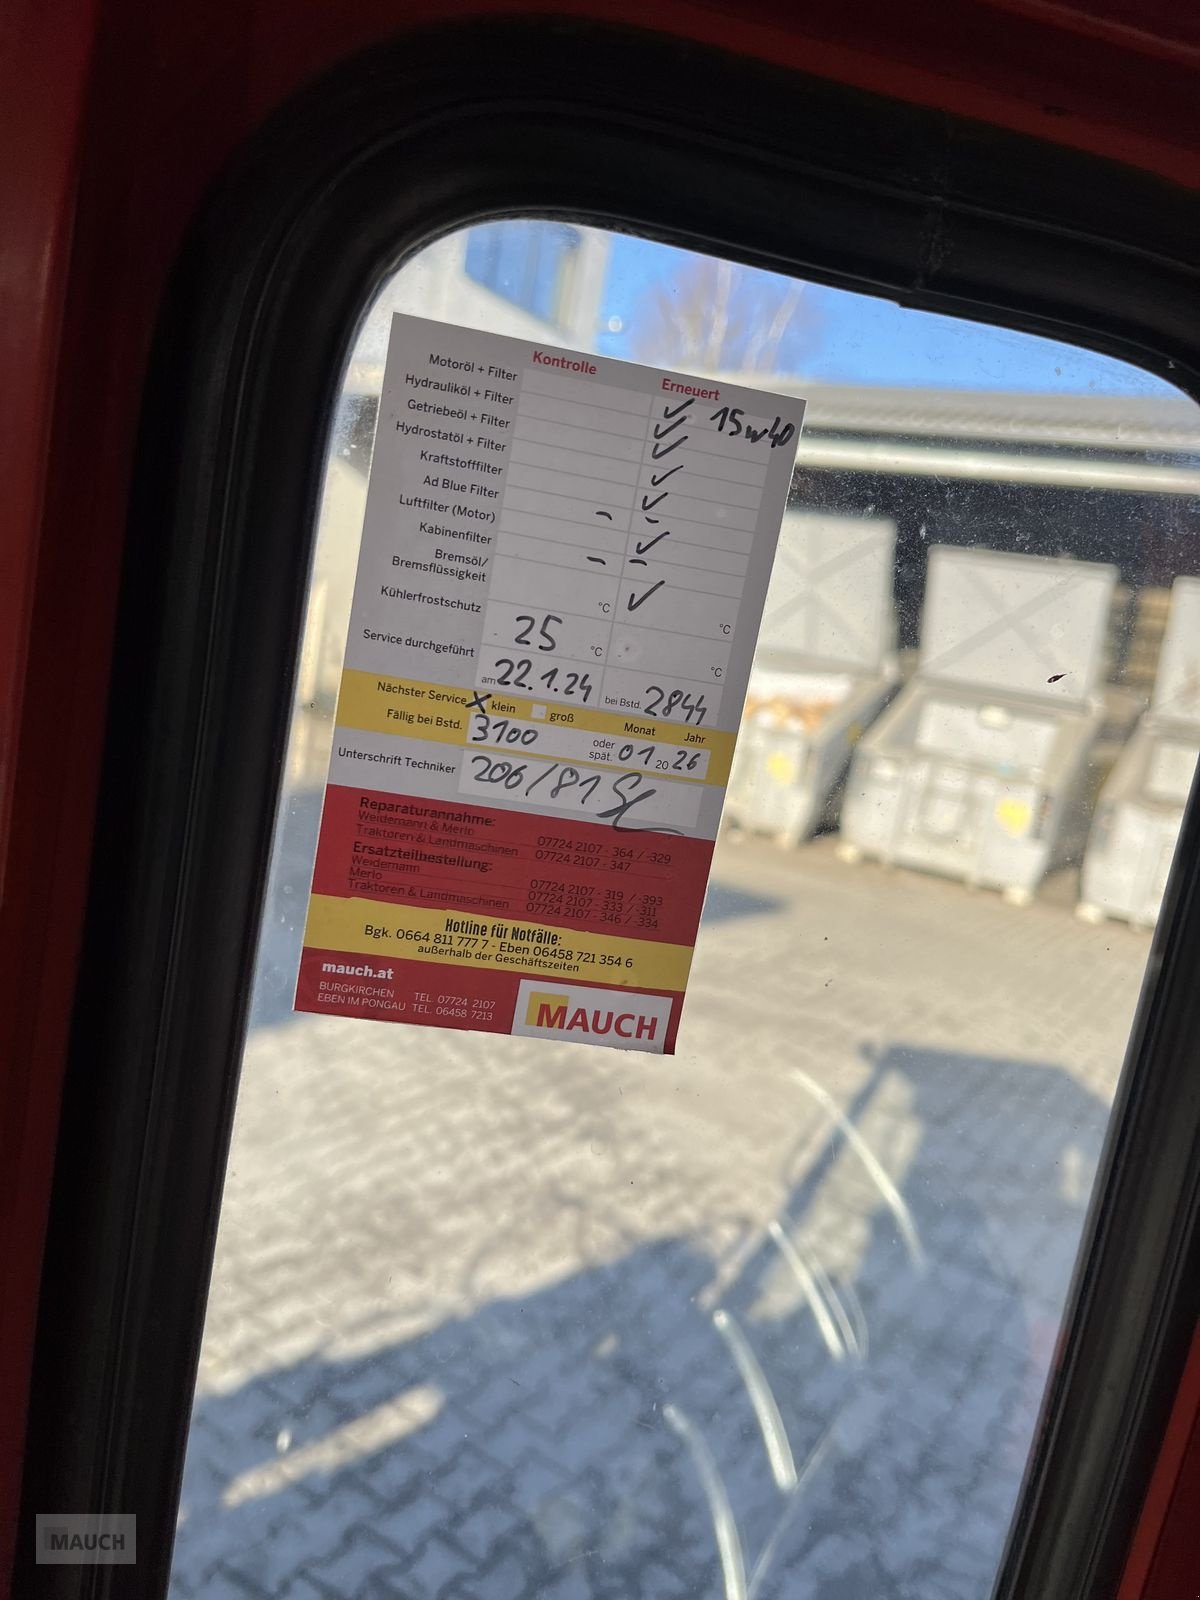 Kontrolle Erneuert
Motoröl + Filter ✓ 15w40
Hydrauliköl + Filter ✓
Getriebeöl + Filter ✓
Hydrostatöl + Filter ✓
Kraftstofffilter ✓
Ad Blue Filter – –
Luftfilter (Motor) ✓
Kabinenfilter – –
Bremsöl/
Bremsflüssigkeit °C ✓ °C
Kühlerfrostschutz 25 °C °C
Service durchgeführt am 22.1.24 bei Bstd. 2844
Nächster Service X klein groß Monat Jahr
Fällig bei Bstd. 3100 oder spät. 01 20 26
Unterschrift Techniker 206/81
Reparaturannahme:
Weidemann & Merlo 07724 2107 - 364 / -329
Traktoren & Landmaschinen 07724 2107 - 347
Ersatzteilbestellung:
Weidemann 07724 2107 - 319 / -393
Merlo 07724 2107 - 333 / -311
Traktoren & Landmaschinen 07724 2107 - 346 / -334
Hotline für Notfälle:
Bgk. 0664 811 777 7 - Eben 06458 721 354 6
außerhalb der Geschäftszeiten
mauch.at
BURGKIRCHEN TEL. 07724 2107
EBEN IM PONGAU TEL. 06458 7213
MAUCH
MAUCH